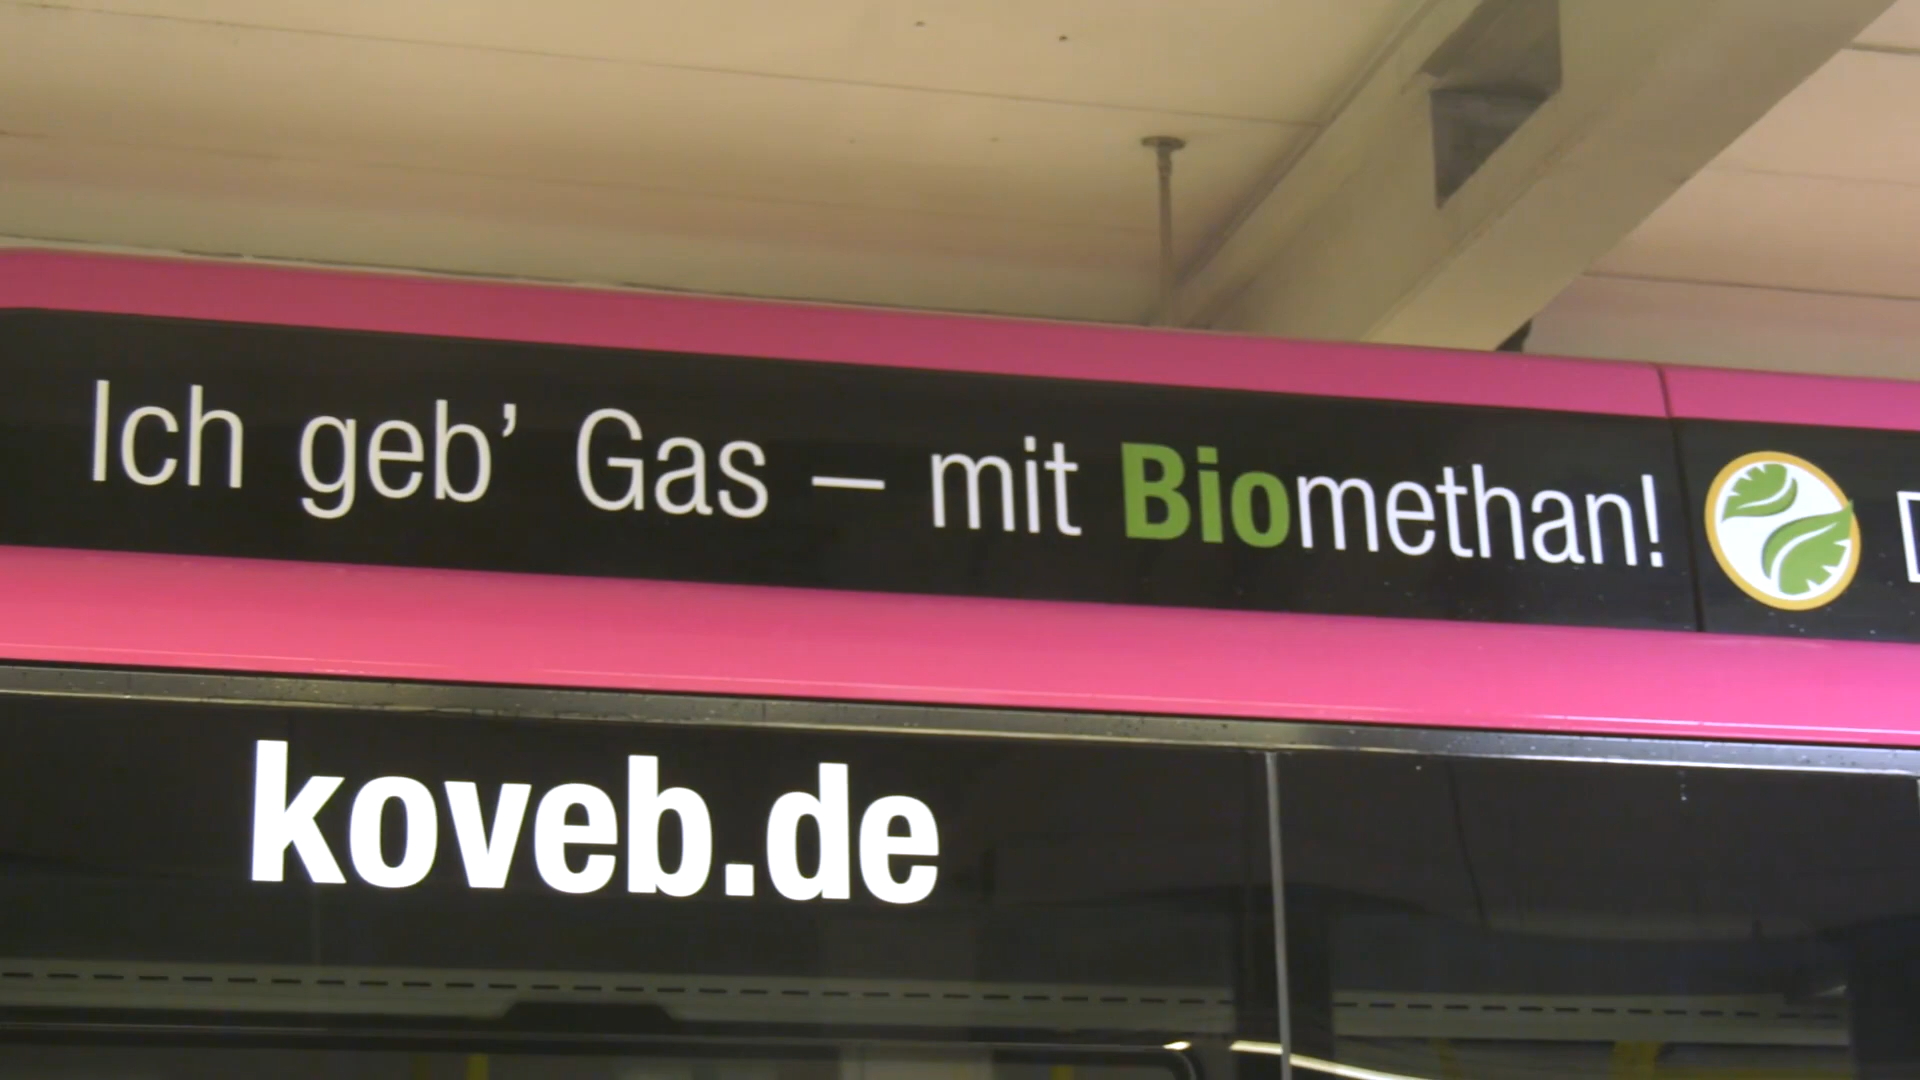 Ich geb’ Gas – mit Biomethan!
koveb.de